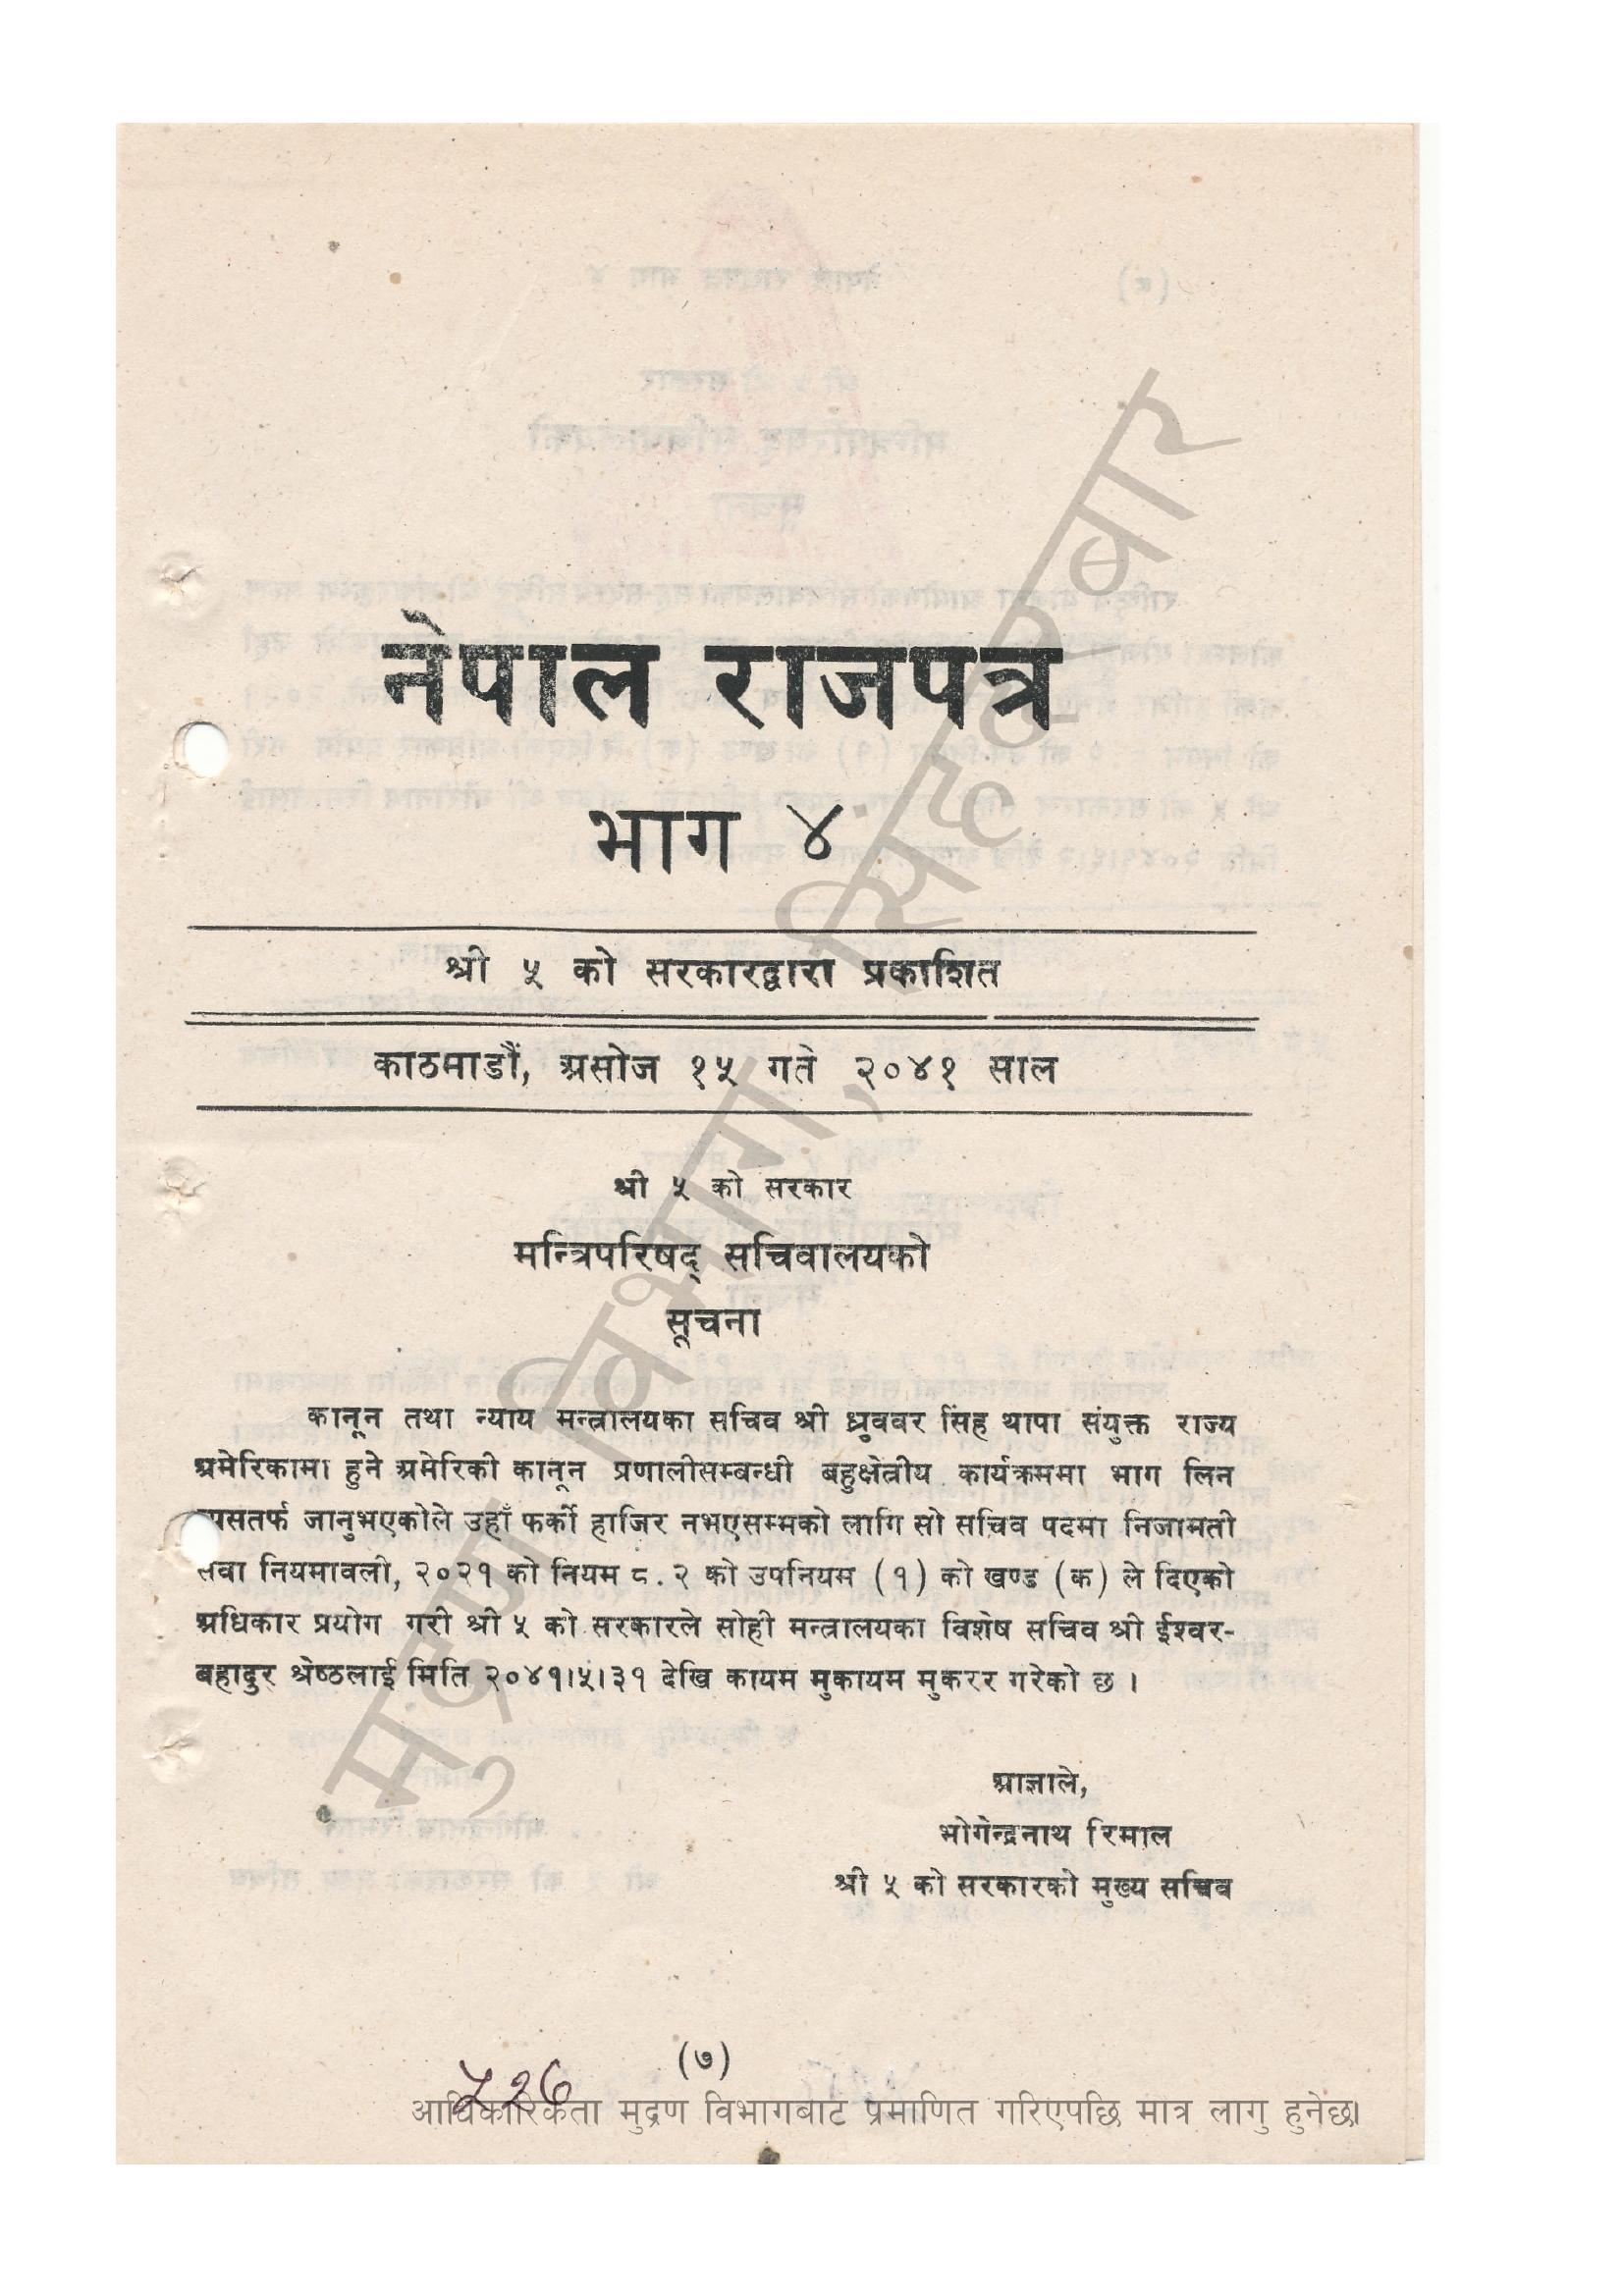 नेपाल राजपत्र
भाग ४
श्री ५ को सरकारद्वारा प्रकाशित
काठमाडौं, असोज १५ गते २०४१ साल
श्री ५ को सरकार
मन्त्रिपरिषद् सचिवालयको
सूचना
कानून तथा न्याय मन्त्रालयका सचिव श्री ध्रुववर सिंह थापा संयुक्त राज्य
अमेरिकामा हुने अमेरिकी कानून प्रणालीसम्बन्धी बहुक्षेत्रीय कार्यक्रममा भाग लिन
जानुभएकोले उहाँ फर्की हाजिर नभएसम्मको लागि सो सचिव पदमा निजामती
नियमावली, २०२१ को नियम ८.२ को उपनियम (१) को खण्ड (क) ले दिएको
अधिकार प्रयोग गरी श्री ५ को सरकारले सोही मन्त्रालयका विशेष सचिव श्री ईश्वर-
बहादुर श्रेष्ठलाई मिति २०४१।५।३१ देखि कायम मुकायम मुकरर गरेको छ ।
आज्ञाले,
भोगेन्द्रनाथ रिमाल
श्री ५ को सरकारको मुख्य सचिव
(७)
आधिकारिकता मुद्रण विभागबाट प्रमाणित गरिएपछि मात्र लागु हुनेछ।
मुद्रण विभाग, सिंहदरबार